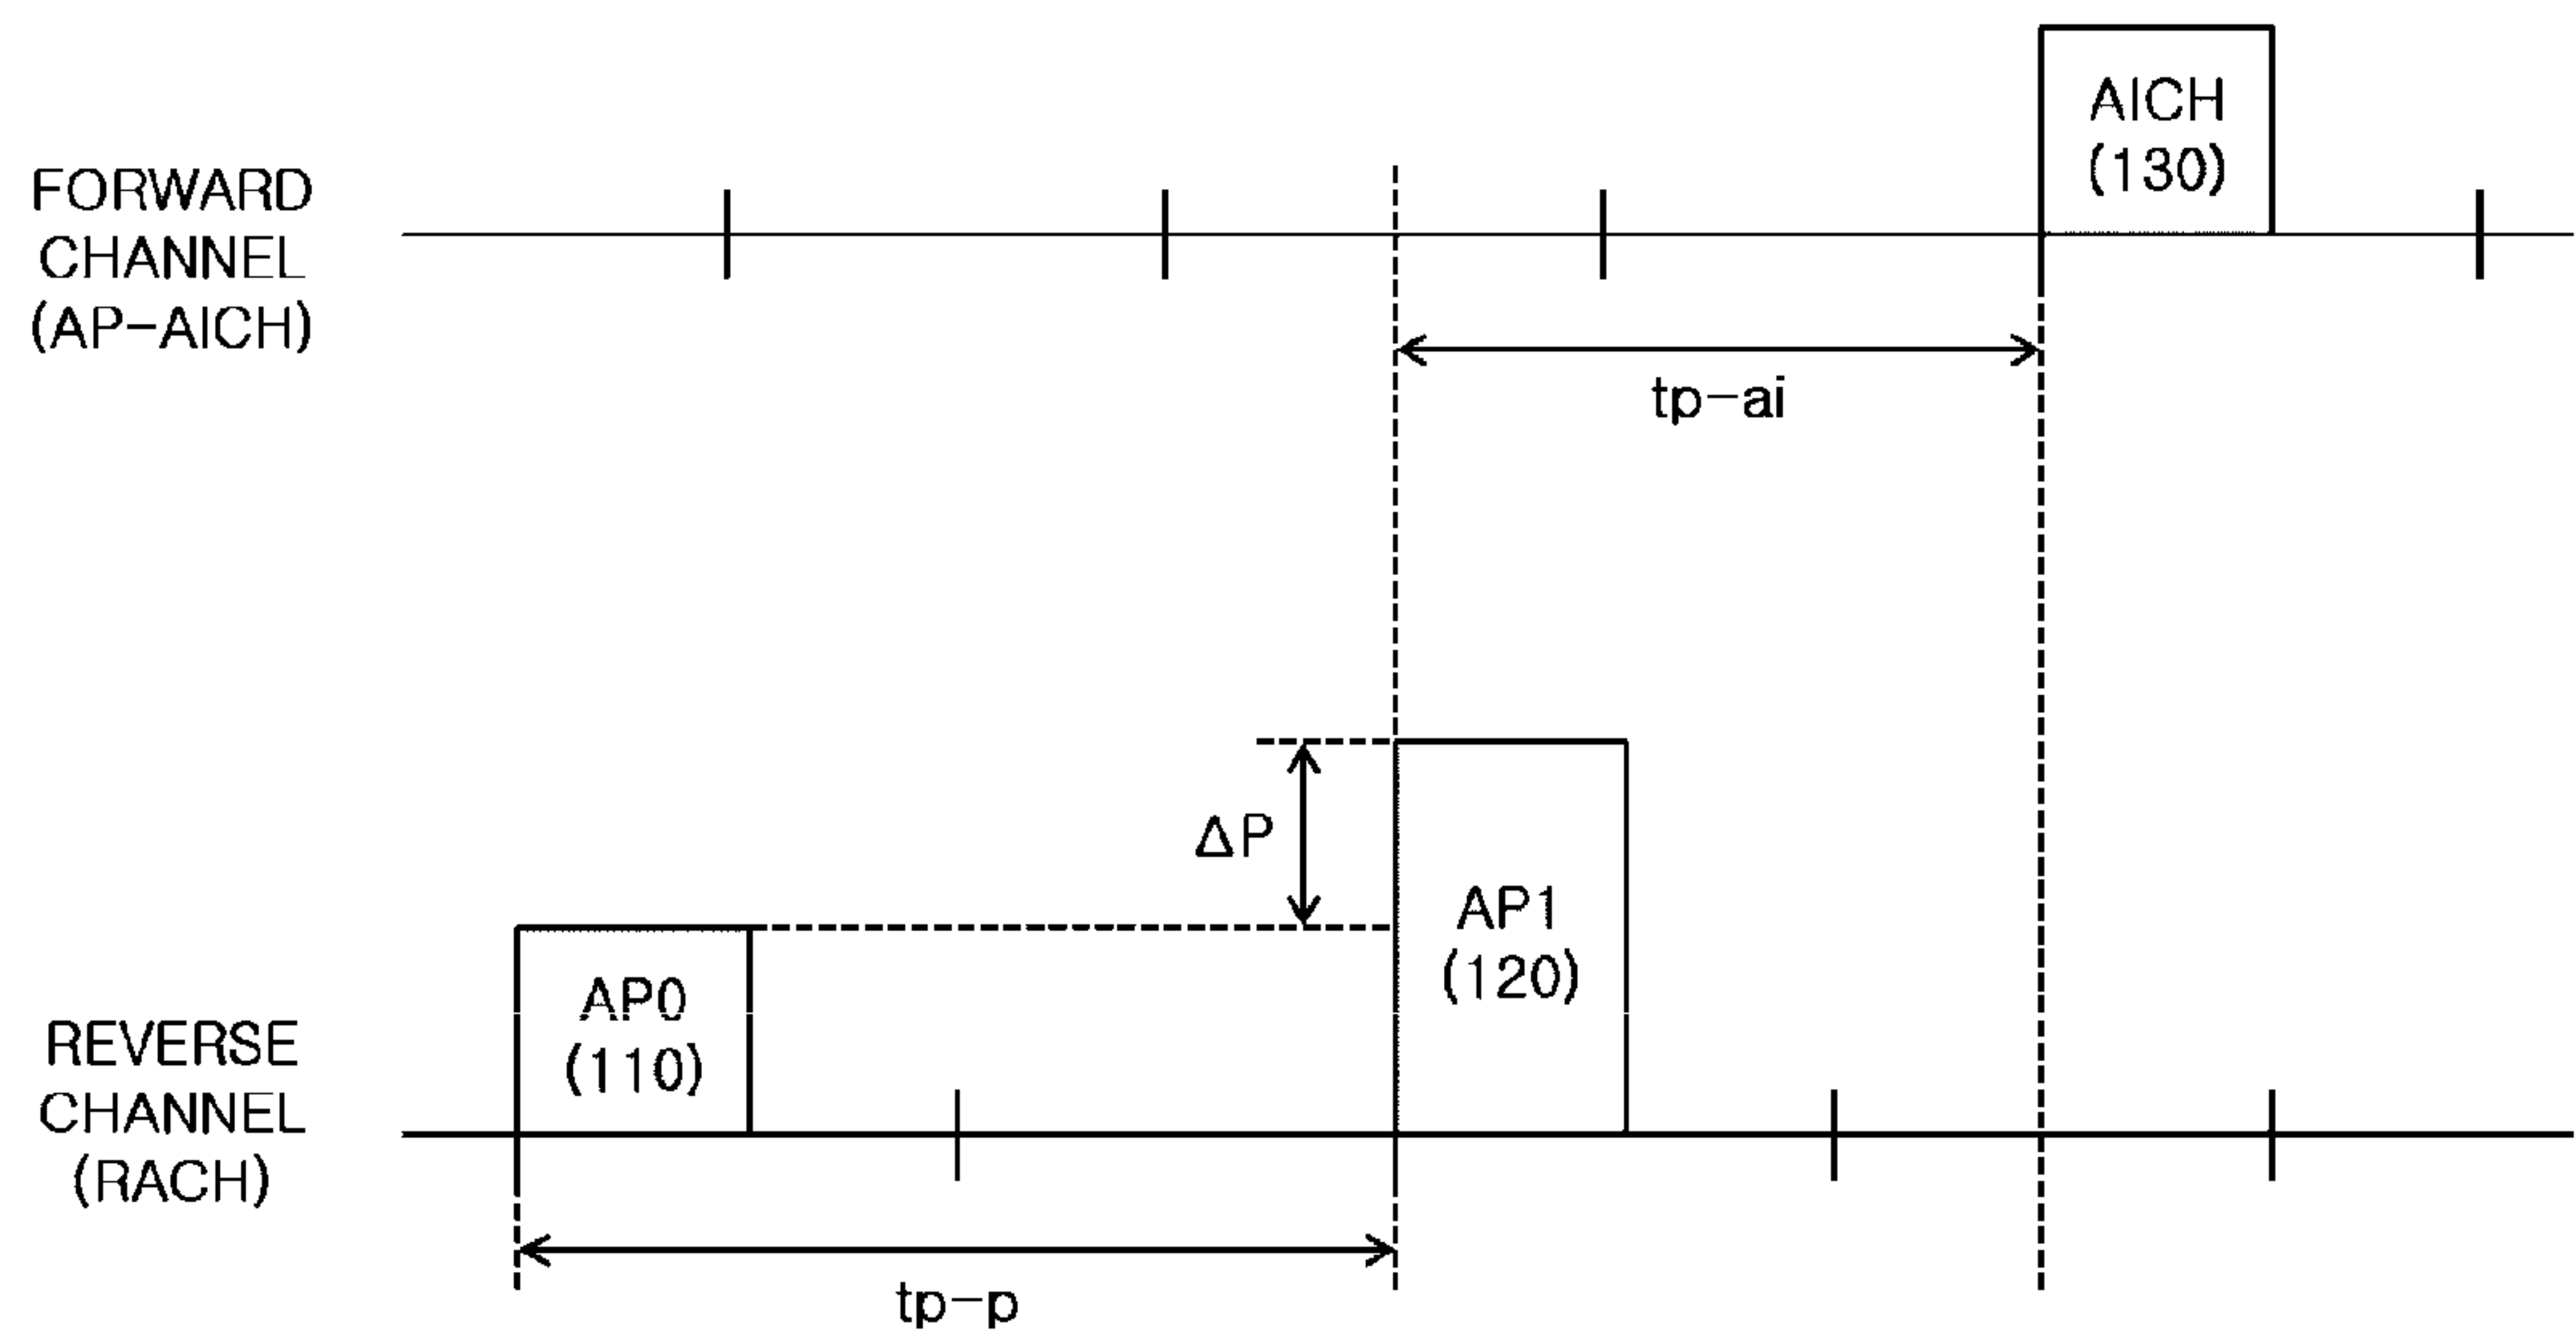 AICH
(130)
FORWARD
CHANNEL
(AP-AICH)
tp-ai
ΔP
AP1
(120)
AP0
(110)
REVERSE
CHANNEL
(RACH)
tp-p